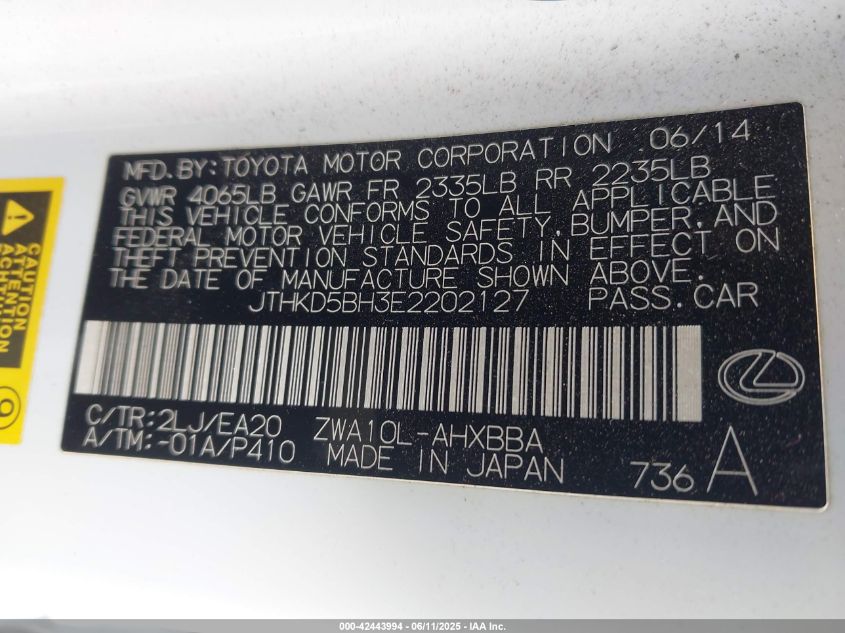 MFD.BY:TOYOTA MOTOR CORPORATION 06/14
GVWR 4065LB GAWR FR 2335LB RR 2235LB
THIS VEHICLE CONFORMS TO ALL APPLICABLE
FEDERAL MOTOR VEHICLE SAFETY,BUMPER,AND
THEFT PREVENTION STANDARDS IN EFFECT ON
THE DATE OF MANUFACTURE SHOWN ABOVE.
JTHKD5BH3E2202127 PASS.CAR
C/TR:2LJ/EA20 ZWA10L-AHXBBA
A/TM:-01A/P410 MADE IN JAPAN 736 A
CAUTION
ATTENTION
ACHTUNG
000-42443994 - 06/11/2025 - IAA Inc.